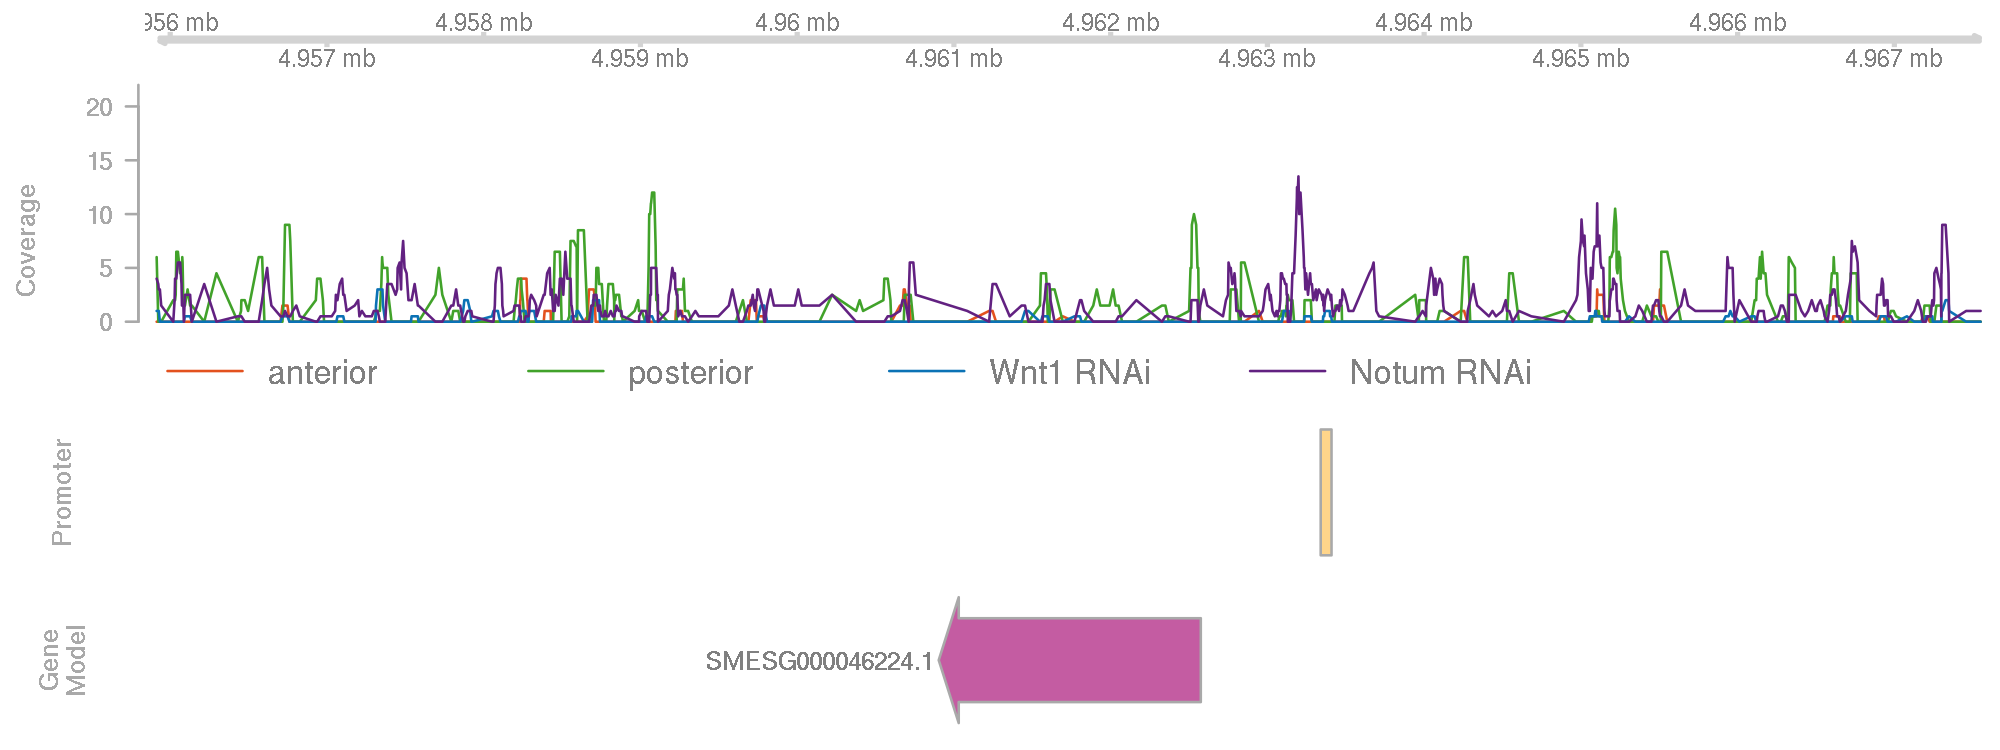 956 mb 4.958 mb 4.96 mb 4.962 mb 4.964 mb 4.966 mb
4.957 mb 4.959 mb 4.961 mb 4.963 mb 4.965 mb 4.967 mb
Coverage
20
15
10
5
0
anterior posterior Wnt1 RNAi Notum RNAi
Promoter
Gene
Model
SMESG000046224.1